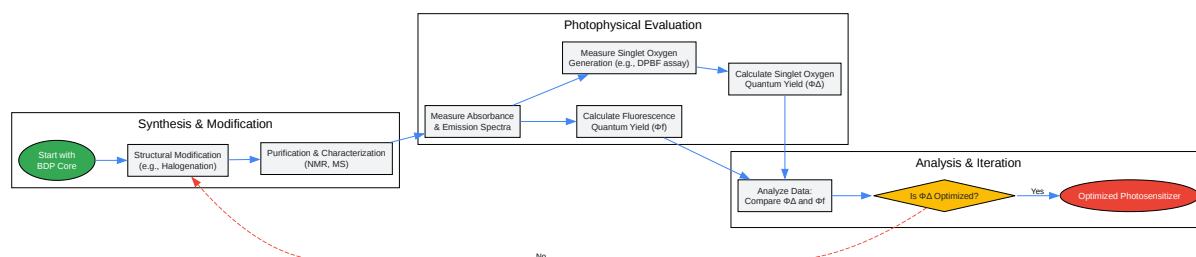 Photophysical Evaluation
Measure Singlet Oxygen
Generation (e.g., DPBF assay)
Calculate Singlet Oxygen
Quantum Yield (ΦΔ)
Measure Absorbance
& Emission Spectra
Calculate Fluorescence
Quantum Yield (Φf)
Synthesis & Modification
Start with
BDP Core
Structural Modification
(e.g., Halogenation)
Purification & Characterization
(NMR, MS)
Analysis & Iteration
Analyze Data:
Compare ΦΔ and Φf
Is ΦΔ Optimized?
Yes
Optimized Photosensitizer
No